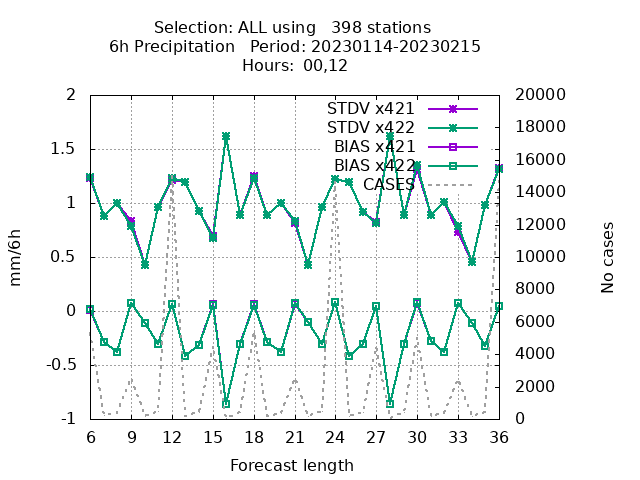 Selection: ALL using   398 stations
6h Precipitation   Period: 20230114-20230215
Hours:  00,12
STDV x421
STDV x422
BIAS x421
BIAS x422
CASES
2
1.5
1
0.5
0
-0.5
-1
mm/6h
20000
18000
16000
14000
12000
10000
8000
6000
4000
2000
0
No cases
6 9 12 15 18 21 24 27 30 33 36
Forecast length